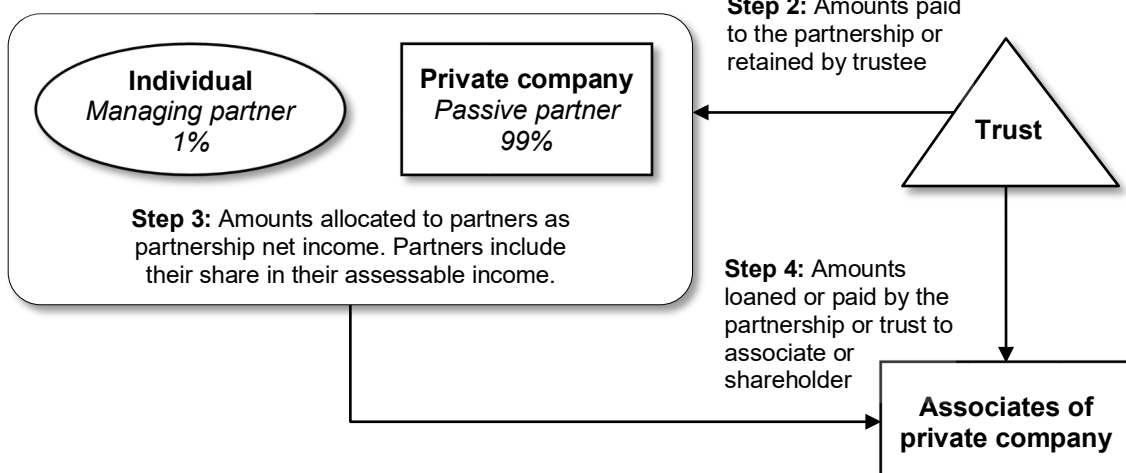 Step 2: Amounts paid
to the partnership or
retained by trustee
Individual
Managing partner
1%
Private company
Passive partner
99%
Trust
Step 3: Amounts allocated to partners as
partnership net income. Partners include
their share in their assessable income.
Step 4: Amounts
loaned or paid by the
partnership or trust to
associate or
shareholder
Associates of
private company